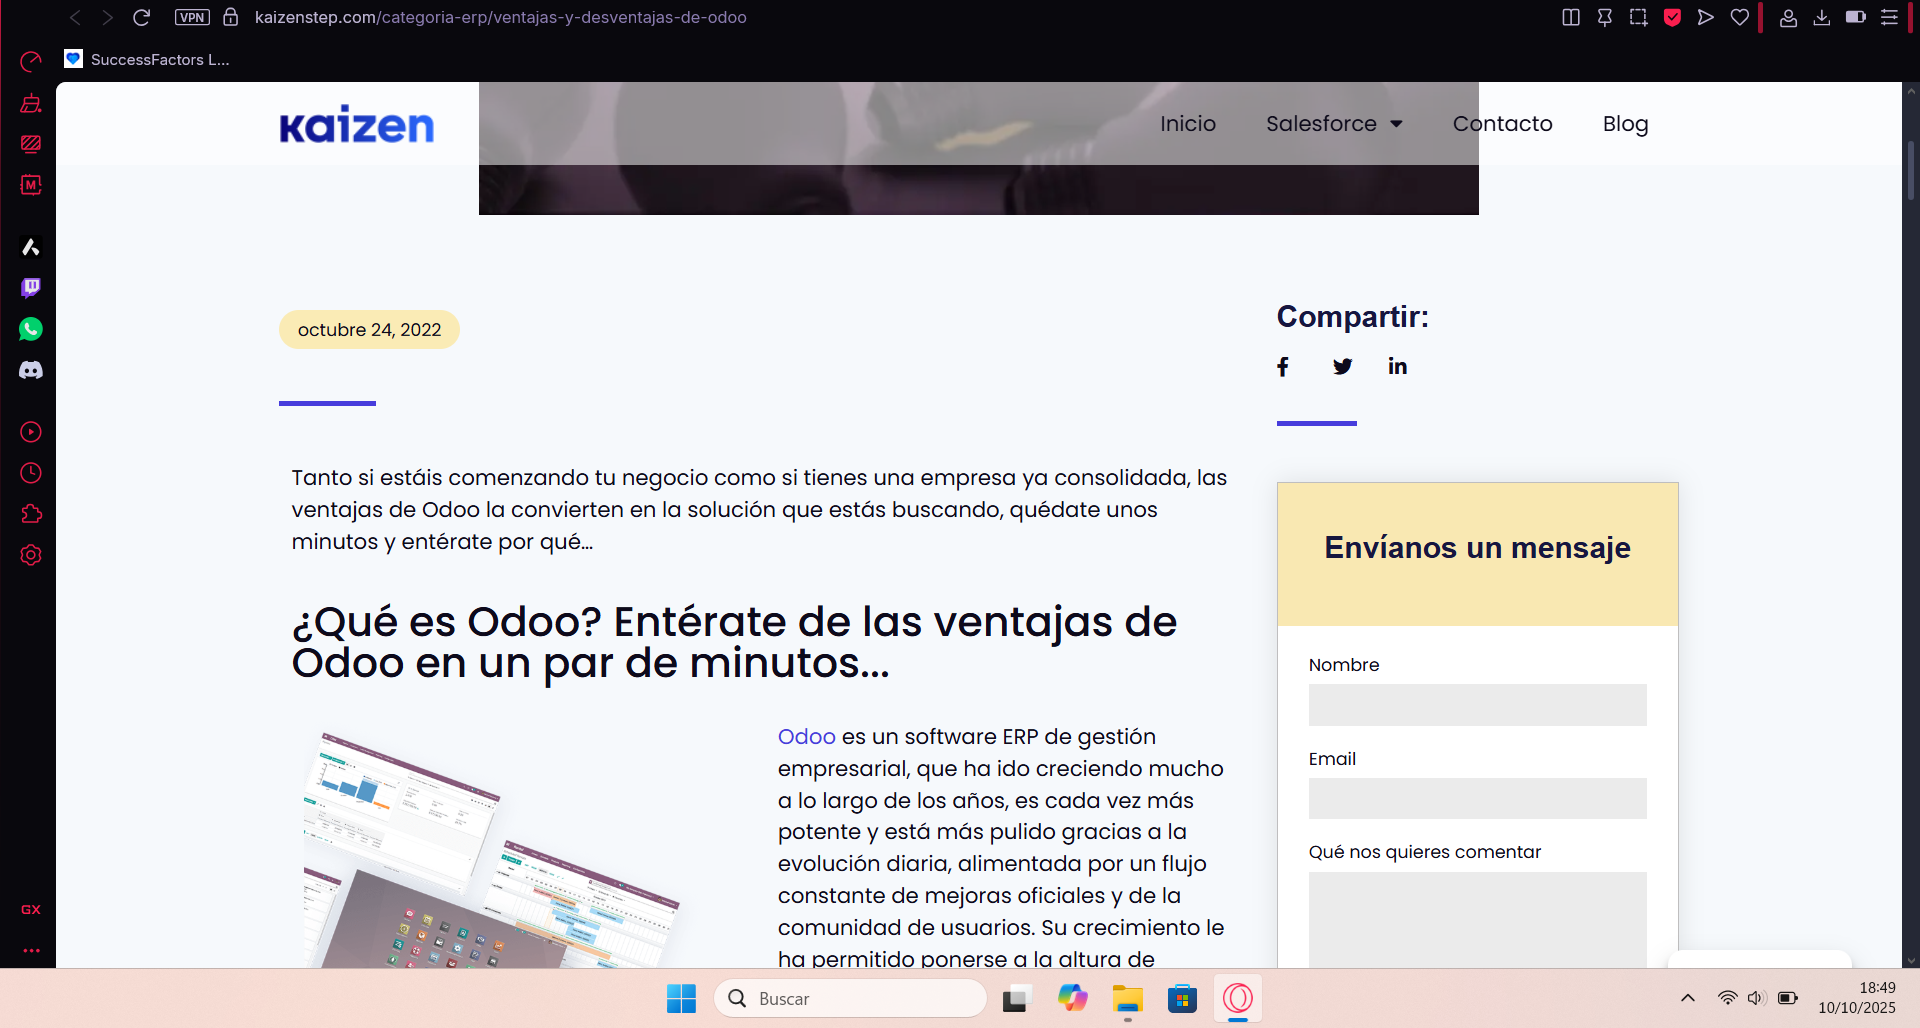 VPN
kaizenstep.com/categoria-erp/ventajas-y-desventajas-de-odoo
SuccessFactors L...
kaizen
Inicio
Salesforce
Contacto
Blog
octubre 24, 2022
Compartir:
Tanto si estáis comenzando tu negocio como si tienes una empresa ya consolidada, las
ventajas de Odoo la convierten en la solución que estás buscando, quédate unos
minutos y entérate por qué...
¿Qué es Odoo? Entérate de las ventajas de
Odoo en un par de minutos...
Odoo es un software ERP de gestión
empresarial, que ha ido creciendo mucho
a lo largo de los años, es cada vez más
potente y está más pulido gracias a la
evolución diaria, alimentada por un flujo
constante de mejoras oficiales y de la
comunidad de usuarios. Su crecimiento le
ha permitido ponerse a la altura de
Envíanos un mensaje
Nombre
Email
Qué nos quieres comentar
GX
Buscar
18:49
10/10/2025